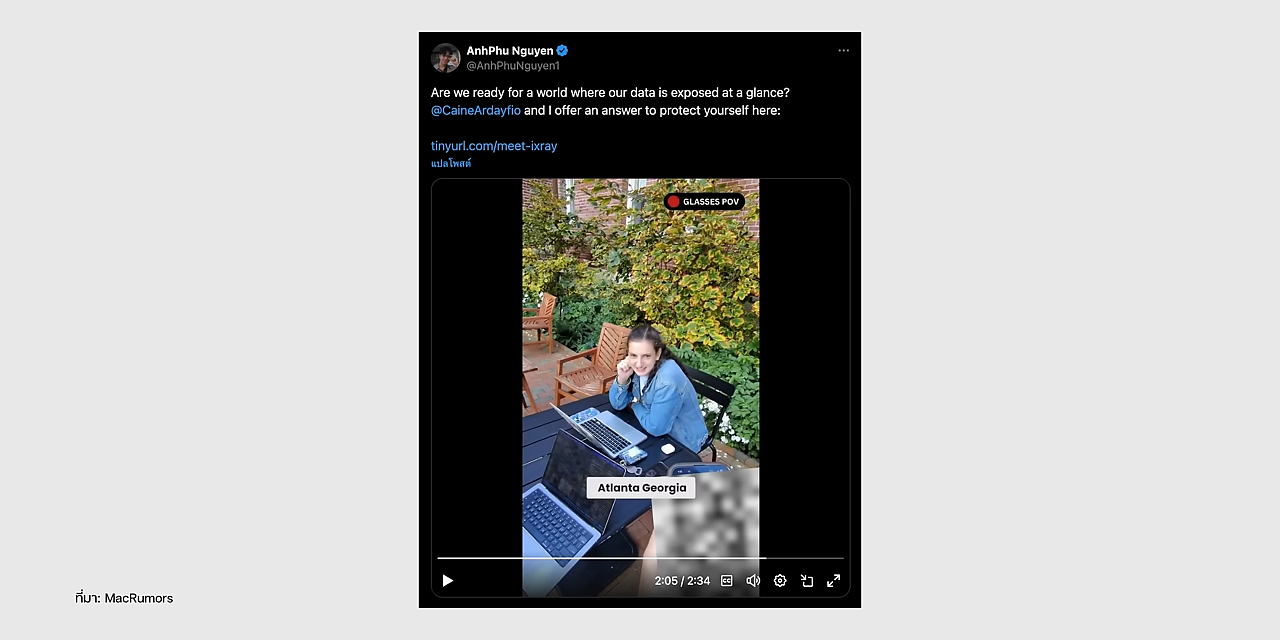 AnhPhu Nguyen
@AnhPhuNguyen1
Are we ready for a world where our data is exposed at a glance?
@CaineArdayfio and I offer an answer to protect yourself here:
tinyurl.com/meet-ixray
แปลโพสต์
GLASSES POV
Atlanta Georgia
2:05 / 2:34
CC
ที่มา: MacRumors